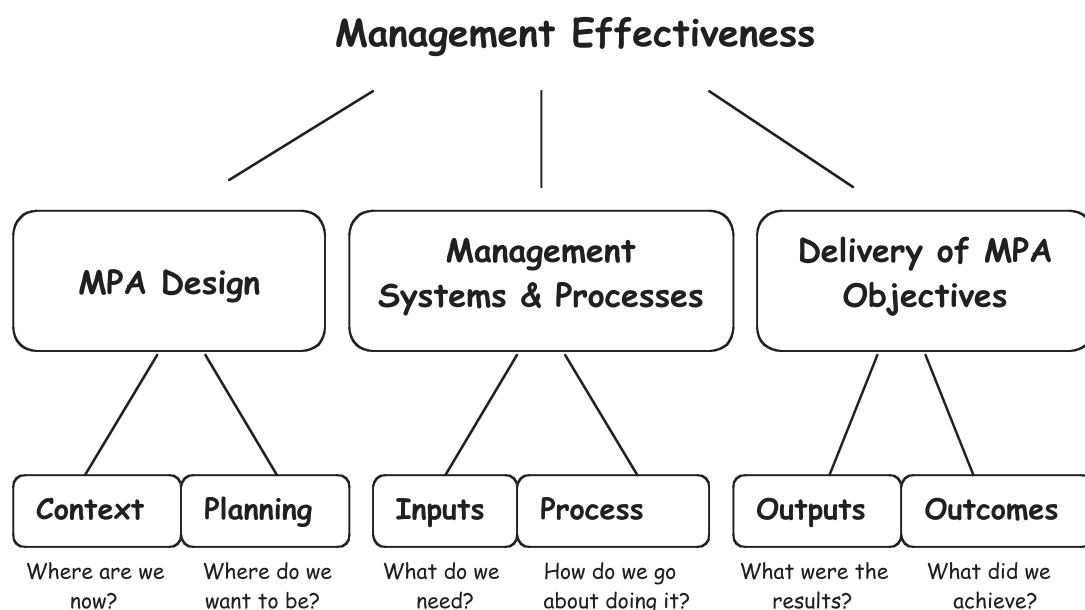 Management Effectiveness
MPA Design
Management
Systems & Processes
Delivery of MPA
Objectives
Context
Planning
Inputs
Process
Outputs
Outcomes
Where are we
now?
Where do we
want to be?
What do we
need?
How do we go
about doing it?
What were the
results?
What did we
achieve?